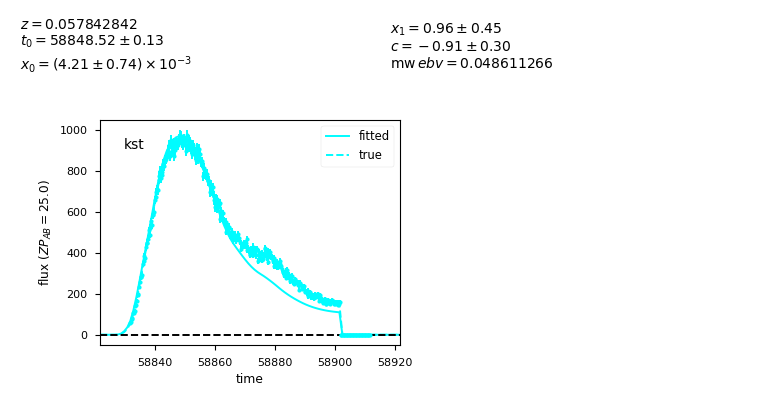 z = 0.057842842
t₀ = 58848.52 ± 0.13
x₀ = (4.21 ± 0.74) × 10⁻³
x₁ = 0.96 ± 0.45
c = −0.91 ± 0.30
mw ebv = 0.048611266
kst
fitted
true
flux (ZP_AB = 25.0)
1000
800
600
400
200
0
58840 58860 58880 58900 58920
time